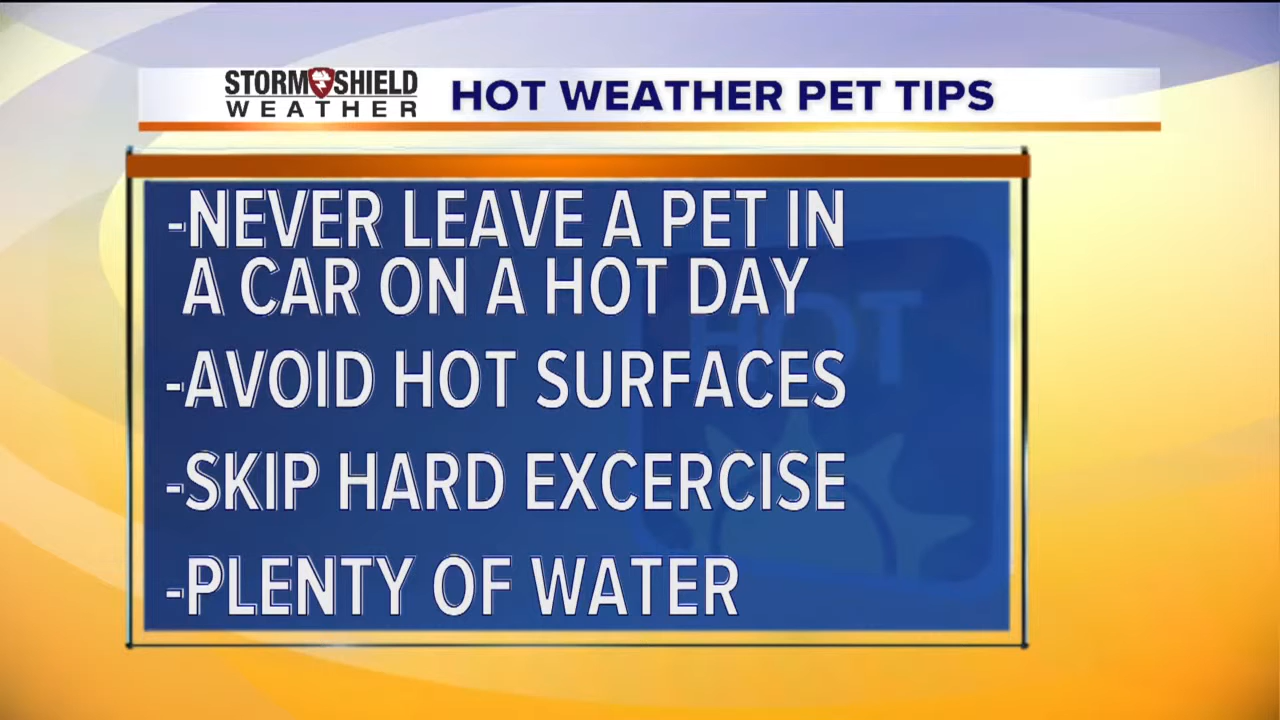 STORM SHIELD
WEATHER
HOT WEATHER PET TIPS
-NEVER LEAVE A PET IN
A CAR ON A HOT DAY
HOT
-AVOID HOT SURFACES
-SKIP HARD EXCERCISE
-PLENTY OF WATER